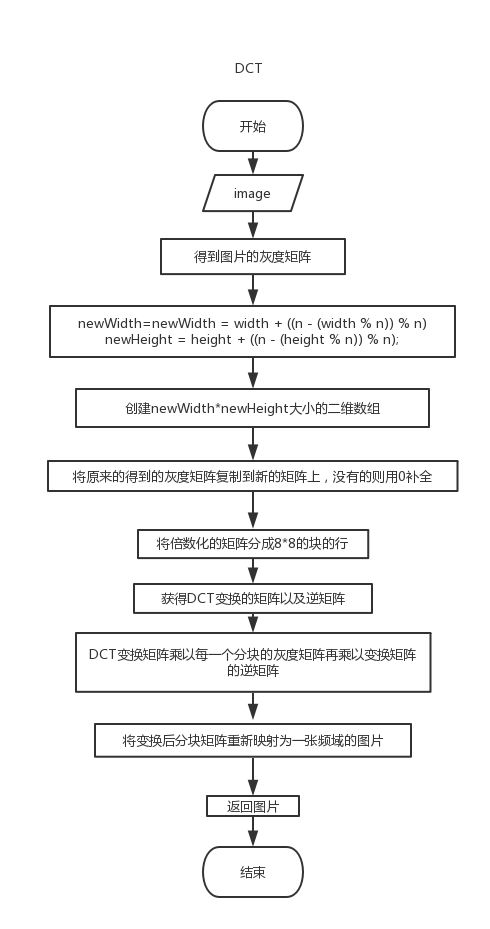 DCT
开始
image
得到图片的灰度矩阵
newWidth=newWidth = width + ((n - (width % n)) % n)
newHeight = height + ((n - (height % n)) % n);
创建newWidth*newHeight大小的二维数组
将原来的得到的灰度矩阵复制到新的矩阵上，没有的则用0补全
将倍数化的矩阵分成8*8的块的行
获得DCT变换的矩阵以及逆矩阵
DCT变换矩阵乘以每一个分块的灰度矩阵再乘以变换矩阵
的逆矩阵
将变换后分块矩阵重新映射为一张频域的图片
返回图片
结束